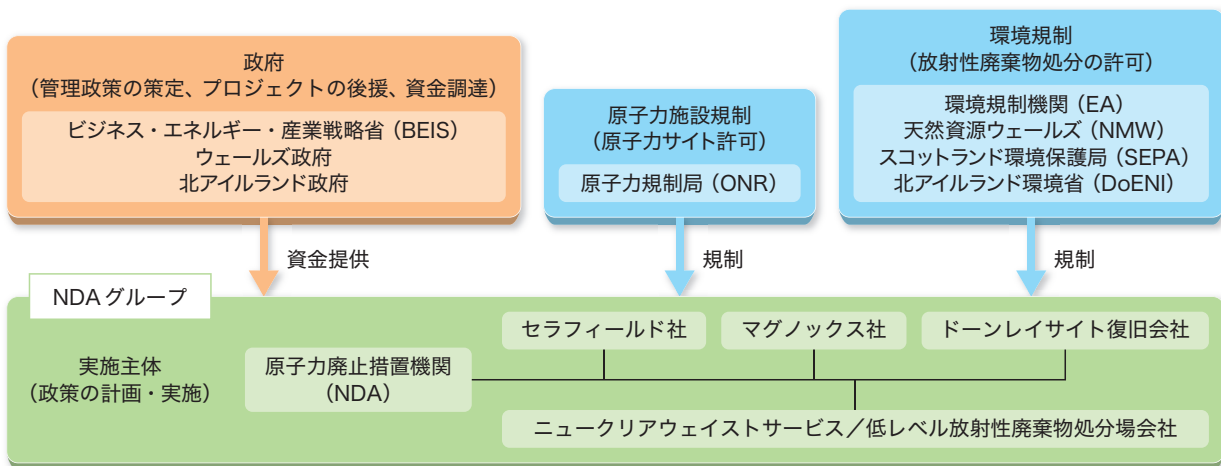 政府
（管理政策の策定、プロジェクトの後援、資金調達）
ビジネス・エネルギー・産業戦略省（BEIS）
ウェールズ政府
北アイルランド政府
原子力施設規制
（原子力サイト許可）
原子力規制局（ONR）
環境規制
（放射性廃棄物処分の許可）
環境規制機関（EA）
天然資源ウェールズ（NMW）
スコットランド環境保護局（SEPA）
北アイルランド環境省（DoENI）
資金提供
規制
規制
NDAグループ
実施主体
（政策の計画・実施）
原子力廃止措置機関
（NDA）
セラフィールド社
マグノックス社
ドーンレイサイト復旧会社
ニュークリアウェイストサービス／低レベル放射性廃棄物処分場会社